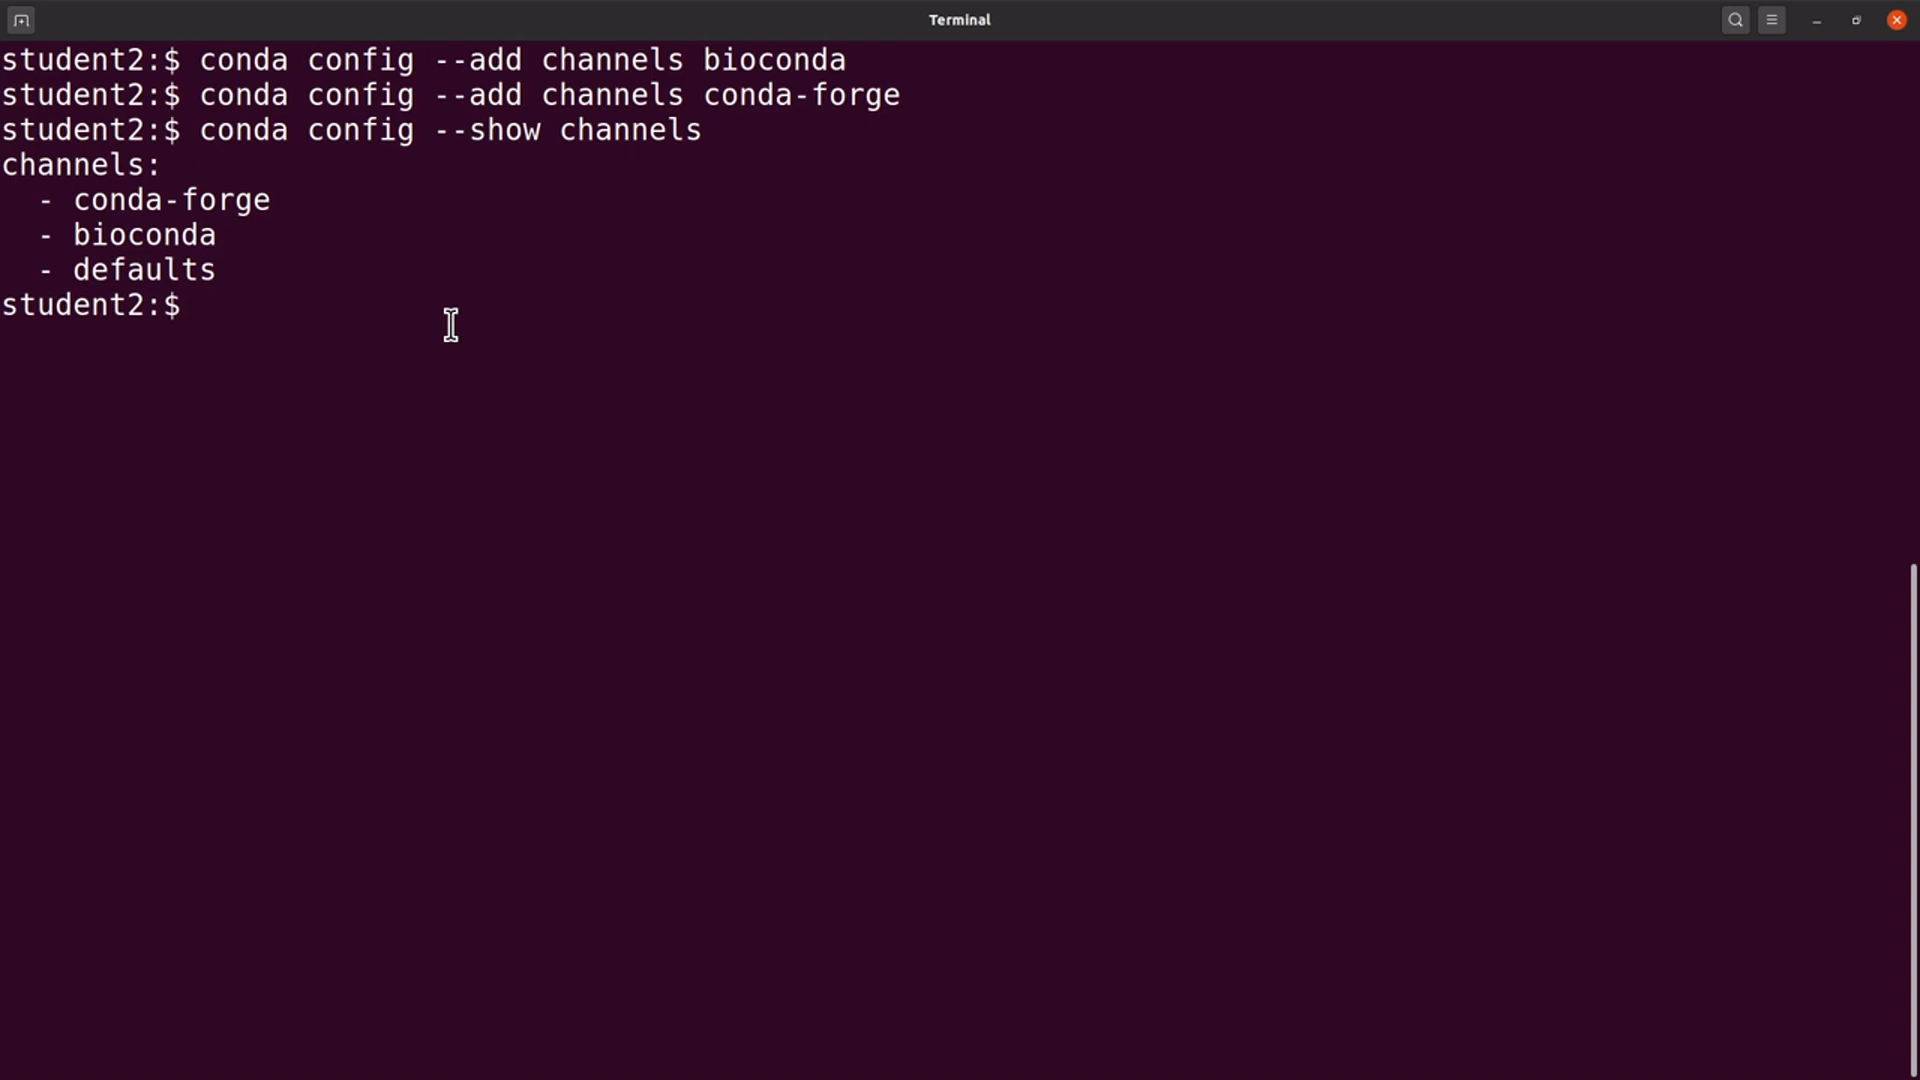 Terminal
student2:$ conda config --add channels bioconda
student2:$ conda config --add channels conda-forge
student2:$ conda config --show channels
channels:
  - conda-forge
  - bioconda
  - defaults
student2:$